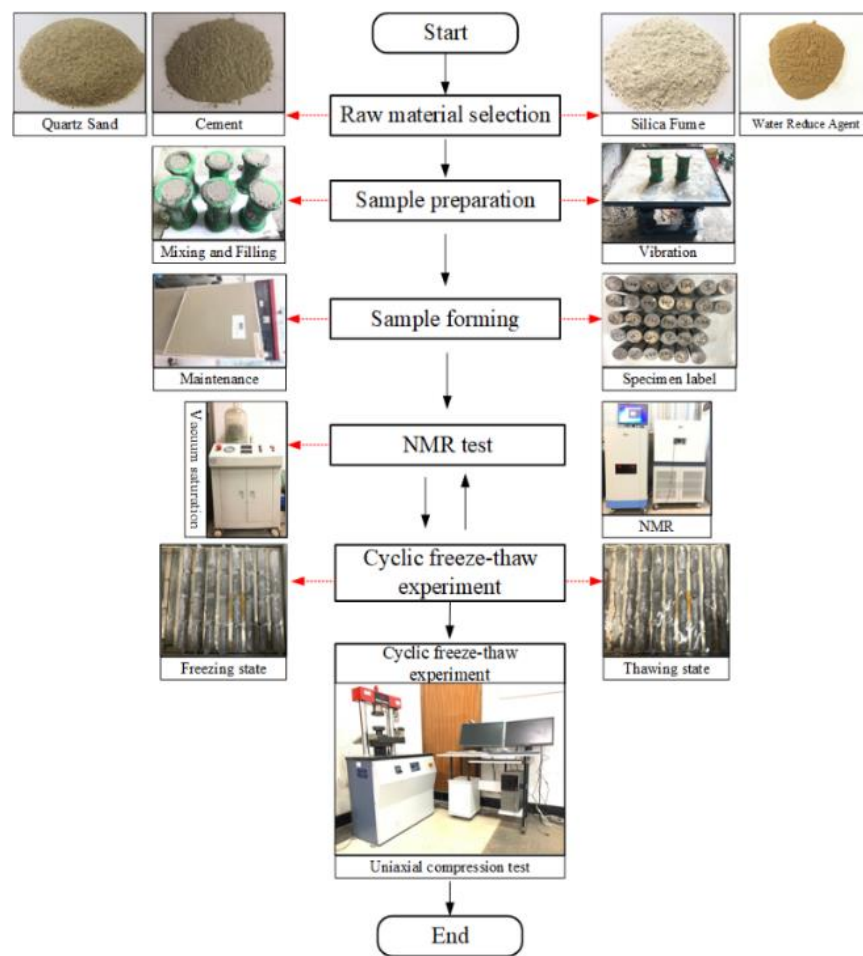 Start
Raw material selection
Quartz Sand
Cement
Silica Fume
Water Reduce Agent
Sample preparation
Mixing and Filling
Vibration
Sample forming
Maintenance
Specimen label
Vacuum saturation
NMR test
NMR
Cyclic freeze-thaw
experiment
Freezing state
Thawing state
Cyclic freeze-thaw
experiment
Uniaxial compression test
End